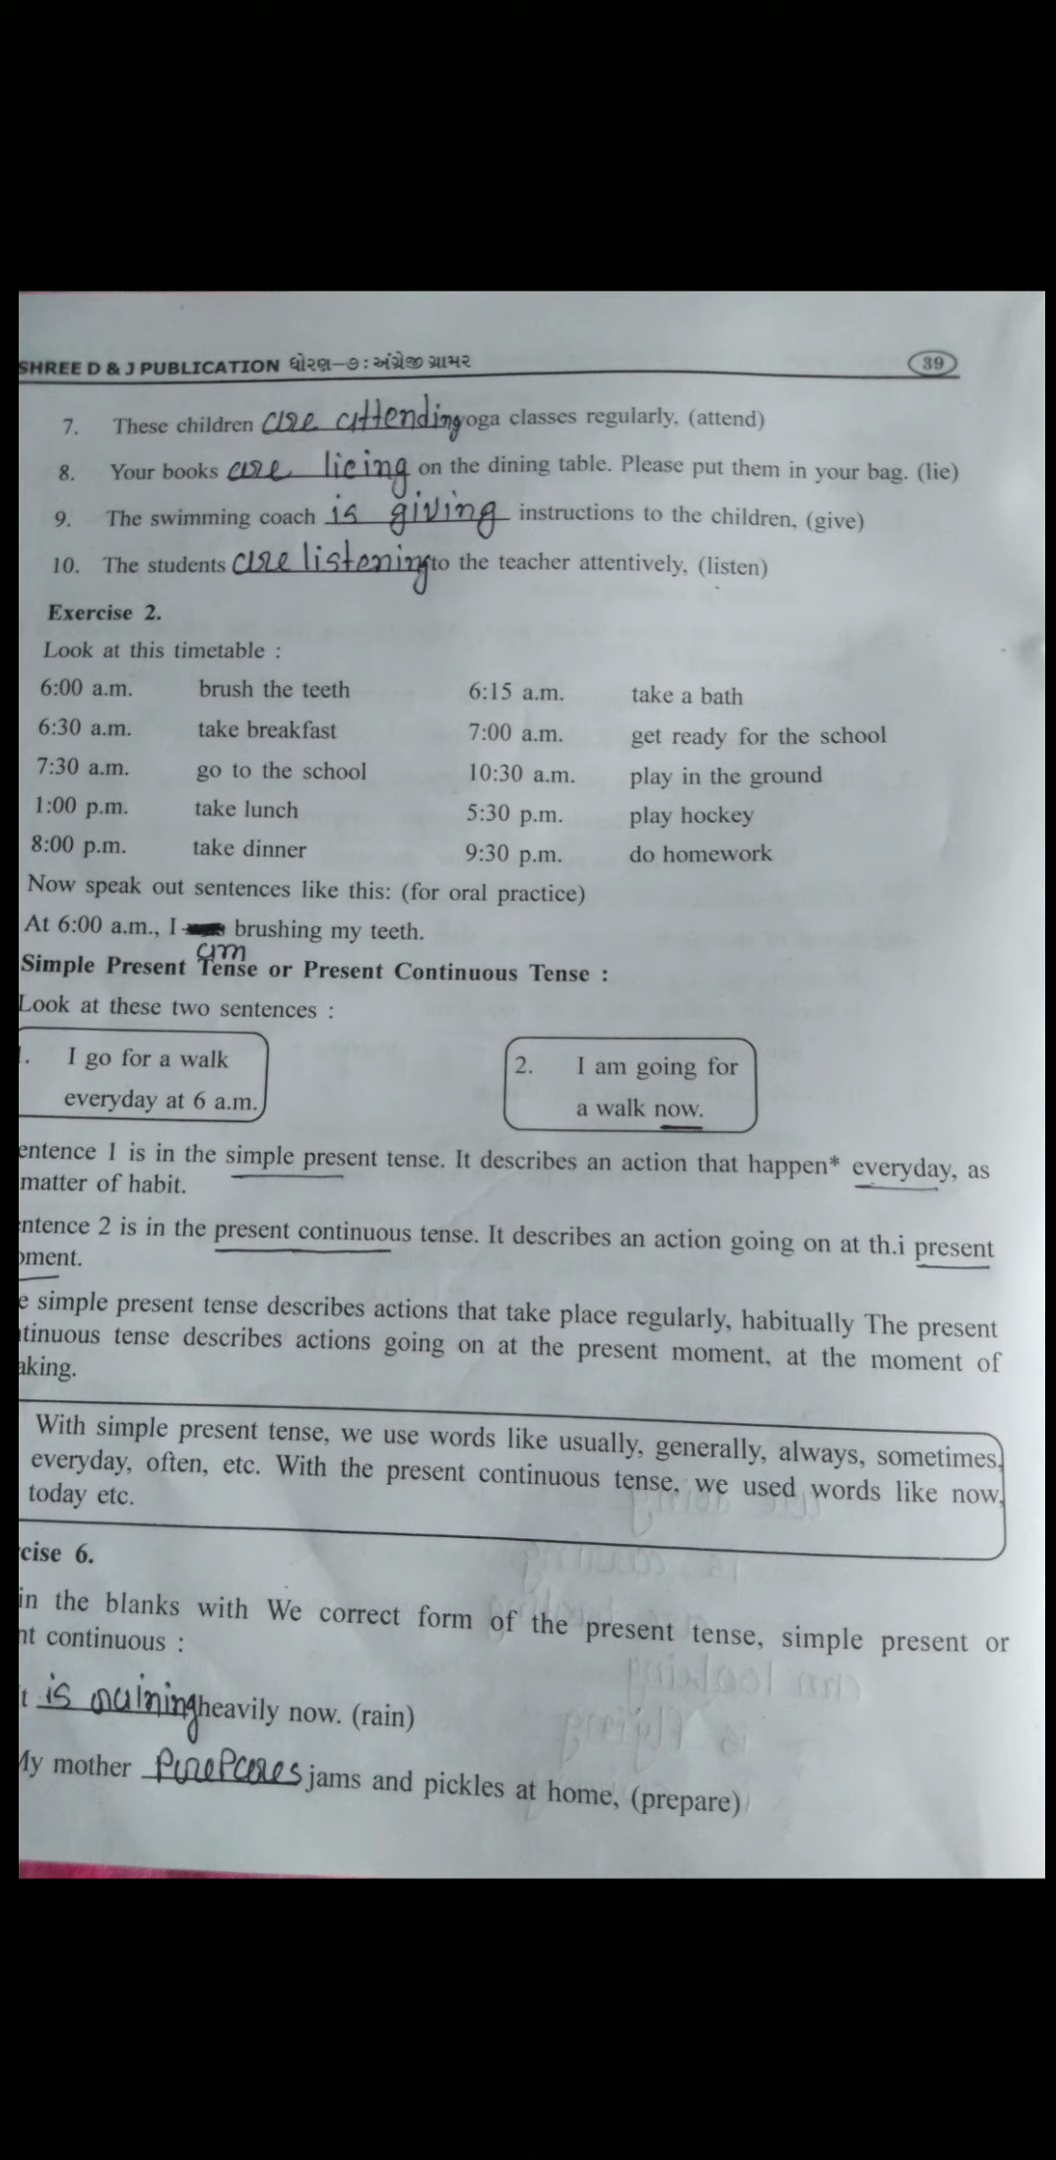 SHREE D & J PUBLICATION ધોરણ–૭ : અંગ્રેજી ગ્રામર 39
7. These children are attending yoga classes regularly, (attend)
8. Your books are lieing on the dining table. Please put them in your bag. (lie)
9. The swimming coach is giving instructions to the children, (give)
10. The students are listening to the teacher attentively, (listen)
Exercise 2.
Look at this timetable :
6:00 a.m. brush the teeth 6:15 a.m. take a bath
6:30 a.m. take breakfast 7:00 a.m. get ready for the school
7:30 a.m. go to the school 10:30 a.m. play in the ground
1:00 p.m. take lunch 5:30 p.m. play hockey
8:00 p.m. take dinner 9:30 p.m. do homework
Now speak out sentences like this: (for oral practice)
At 6:00 a.m., I brushing my teeth.
am
Simple Present Tense or Present Continuous Tense :
Look at these two sentences :
I go for a walk 2. I am going for
everyday at 6 a.m. a walk now.
entence 1 is in the simple present tense. It describes an action that happen* everyday, as
matter of habit.
ntence 2 is in the present continuous tense. It describes an action going on at th.i present
oment.
e simple present tense describes actions that take place regularly, habitually The present
tinuous tense describes actions going on at the present moment, at the moment of
aking.
With simple present tense, we use words like usually, generally, always, sometimes,
everyday, often, etc. With the present continuous tense, we used words like now,
today etc.
cise 6.
in the blanks with We correct form of the present tense, simple present or
nt continuous :
t is raining heavily now. (rain)
My mother prepares jams and pickles at home, (prepare)